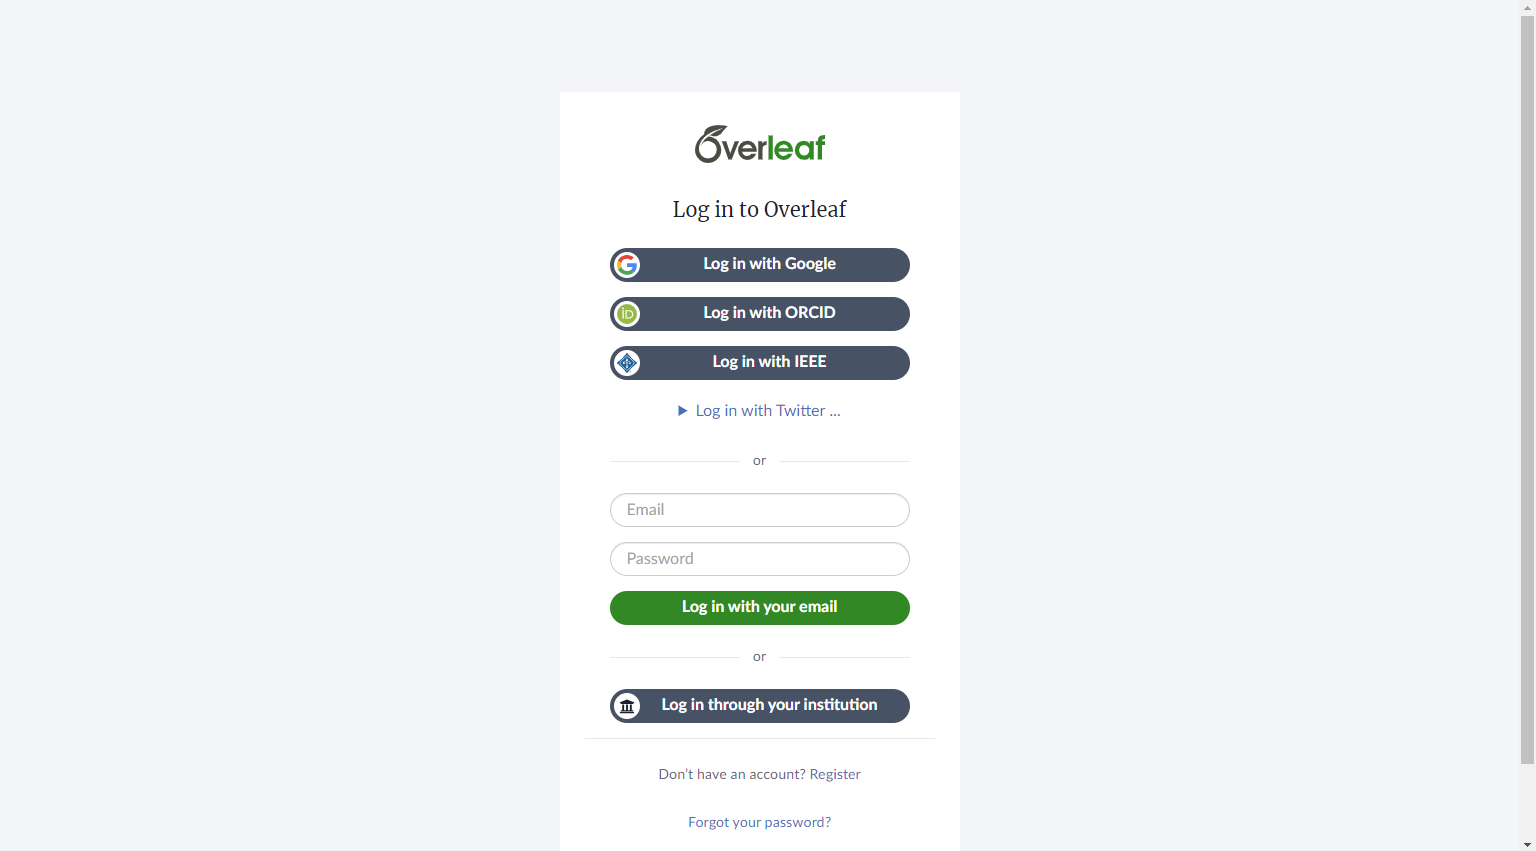 Overleaf
Log in to Overleaf
Log in with Google
iD
Log in with ORCID
Log in with IEEE
Log in with Twitter ...
or
Email
Password
Log in with your email
or
Log in through your institution
Don't have an account? Register
Forgot your password?